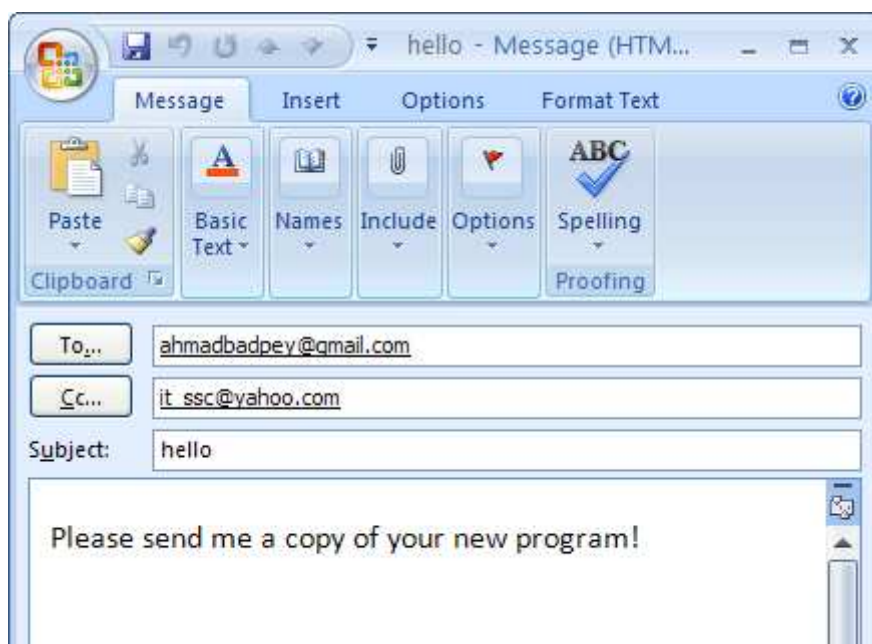 hello - Message (HTM...
Message Insert Options Format Text
ABC
Paste Basic Text Names Include Options Spelling
Clipboard Proofing
To... ahmadbadpey@gmail.com
Cc... it_ssc@yahoo.com
Subject: hello
Please send me a copy of your new program!